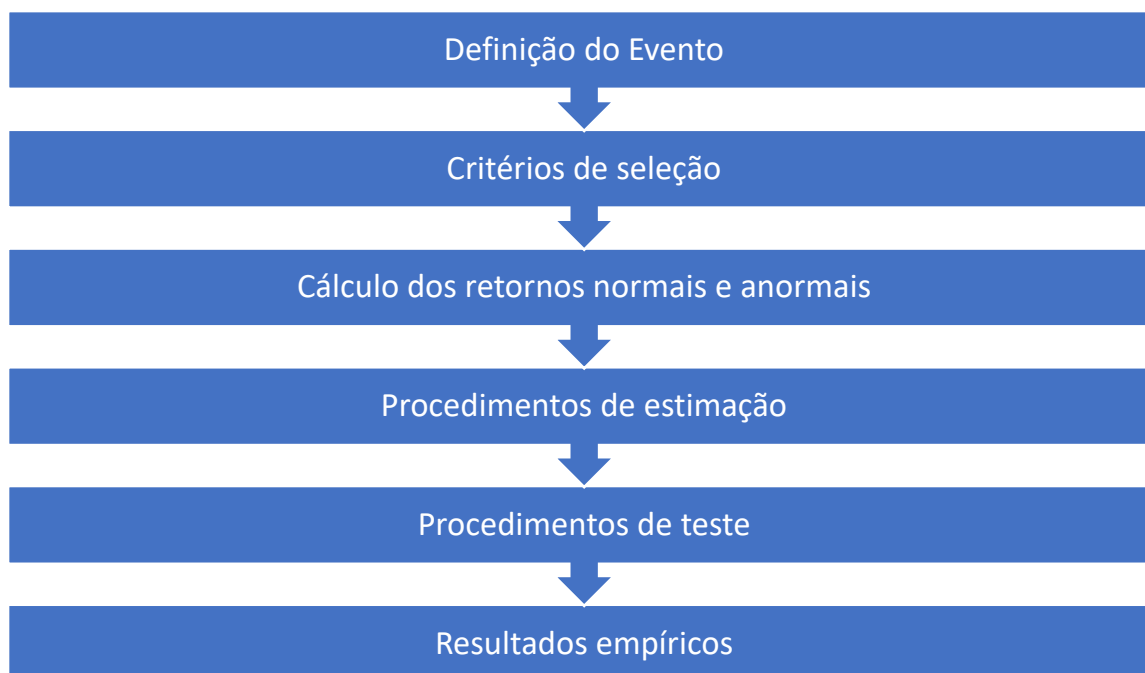 Definição do Evento
Critérios de seleção
Cálculo dos retornos normais e anormais
Procedimentos de estimação
Procedimentos de teste
Resultados empíricos